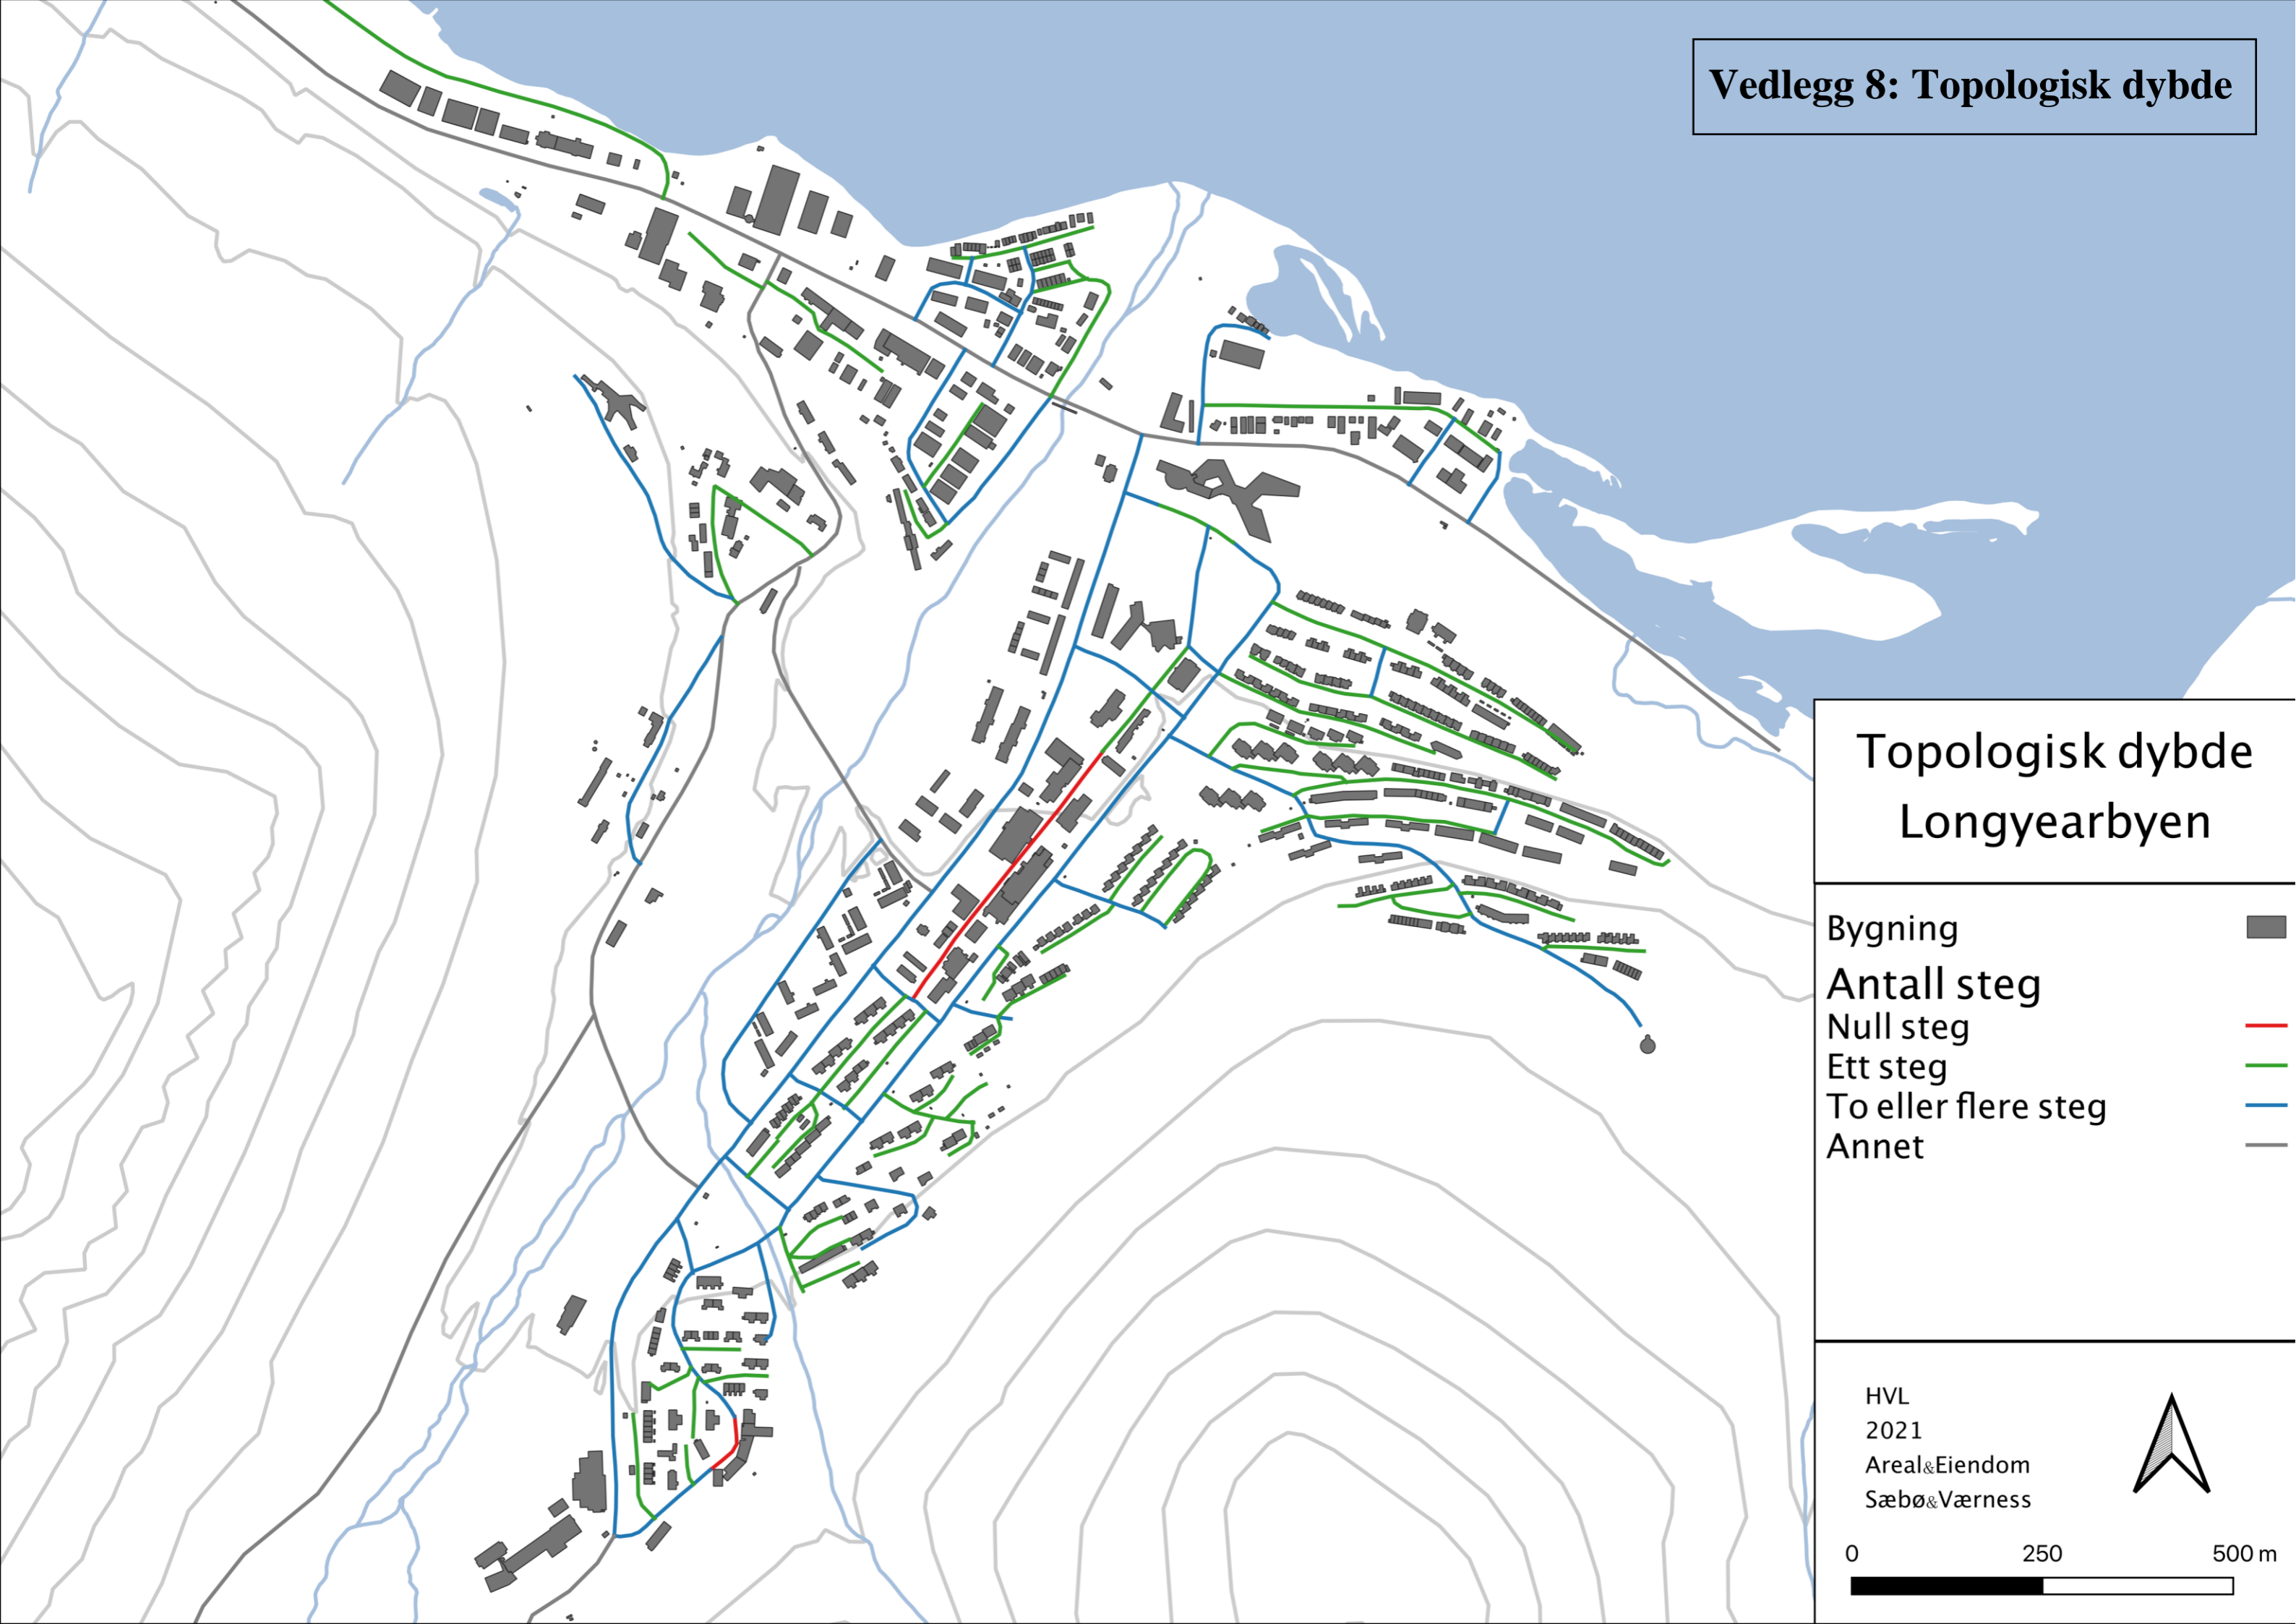 Vedlegg 8: Topologisk dybde
Topologisk dybde
Longyearbyen
Bygning
Antall steg
Null steg
Ett steg
To eller flere steg
Annet
HVL
2021
Areal&Eiendom
Sæbø&Værness
0 250 500 m